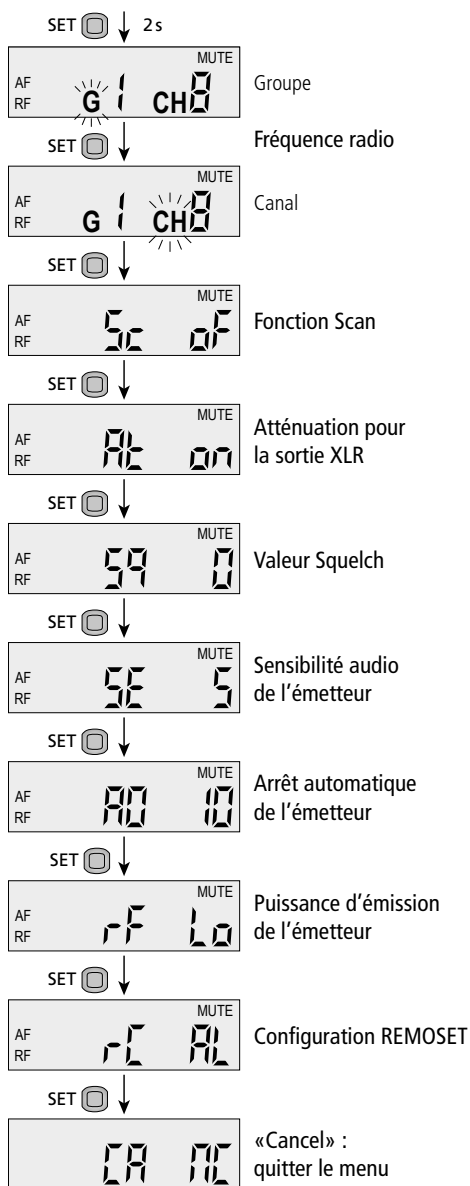 SET 2 s
MUTE
AF
RF
G 1 CH 8
Groupe
SET
Fréquence radio
MUTE
AF
RF
G 1 CH 8
Canal
SET
MUTE
AF
RF
Sc oF
Fonction Scan
SET
MUTE
AF
RF
At on
Atténuation pour
la sortie XLR
SET
MUTE
AF
RF
Sq 0
Valeur Squelch
SET
MUTE
AF
RF
SE 5
Sensibilité audio
de l'émetteur
SET
MUTE
AF
RF
AO 10
Arrêt automatique
de l'émetteur
SET
MUTE
AF
RF
rF Lo
Puissance d'émission
de l'émetteur
SET
MUTE
AF
RF
rC AL
Configuration REMOSET
SET
CA NC
«Cancel» :
quitter le menu